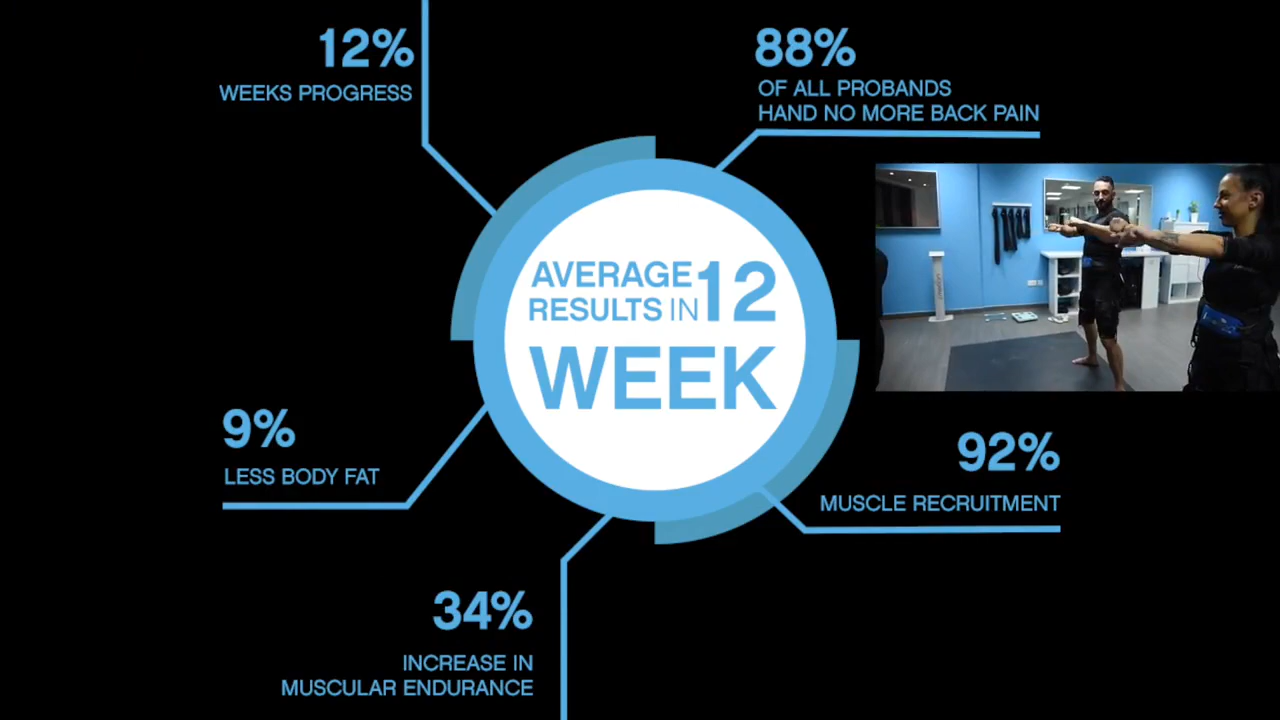 12%
WEEKS PROGRESS
88%
OF ALL PROBANDS
HAND NO MORE BACK PAIN
AVERAGE
RESULTS IN 12
WEEK
9%
LESS BODY FAT
92%
MUSCLE RECRUITMENT
34%
INCREASE IN
MUSCULAR ENDURANCE